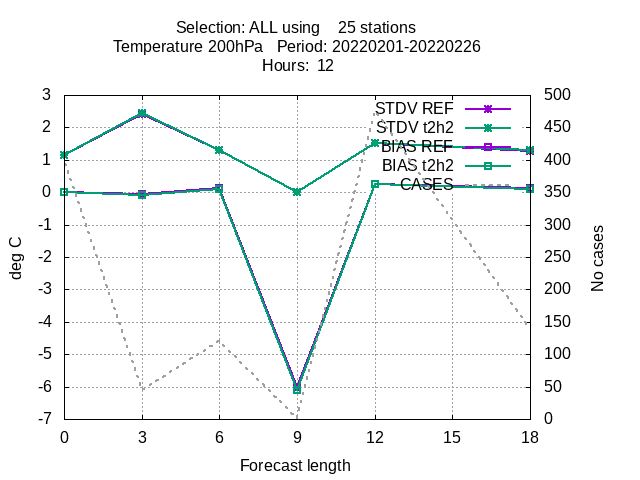 Selection: ALL using    25 stations
Temperature 200hPa   Period: 20220201-20220226
Hours:  12
3
2
1
0
-1
-2
-3
-4
-5
-6
-7
deg C
500
450
400
350
300
250
200
150
100
50
0
No cases
STDV REF
STDV t2h2
BIAS REF
BIAS t2h2
CASES
0 3 6 9 12 15 18
Forecast length